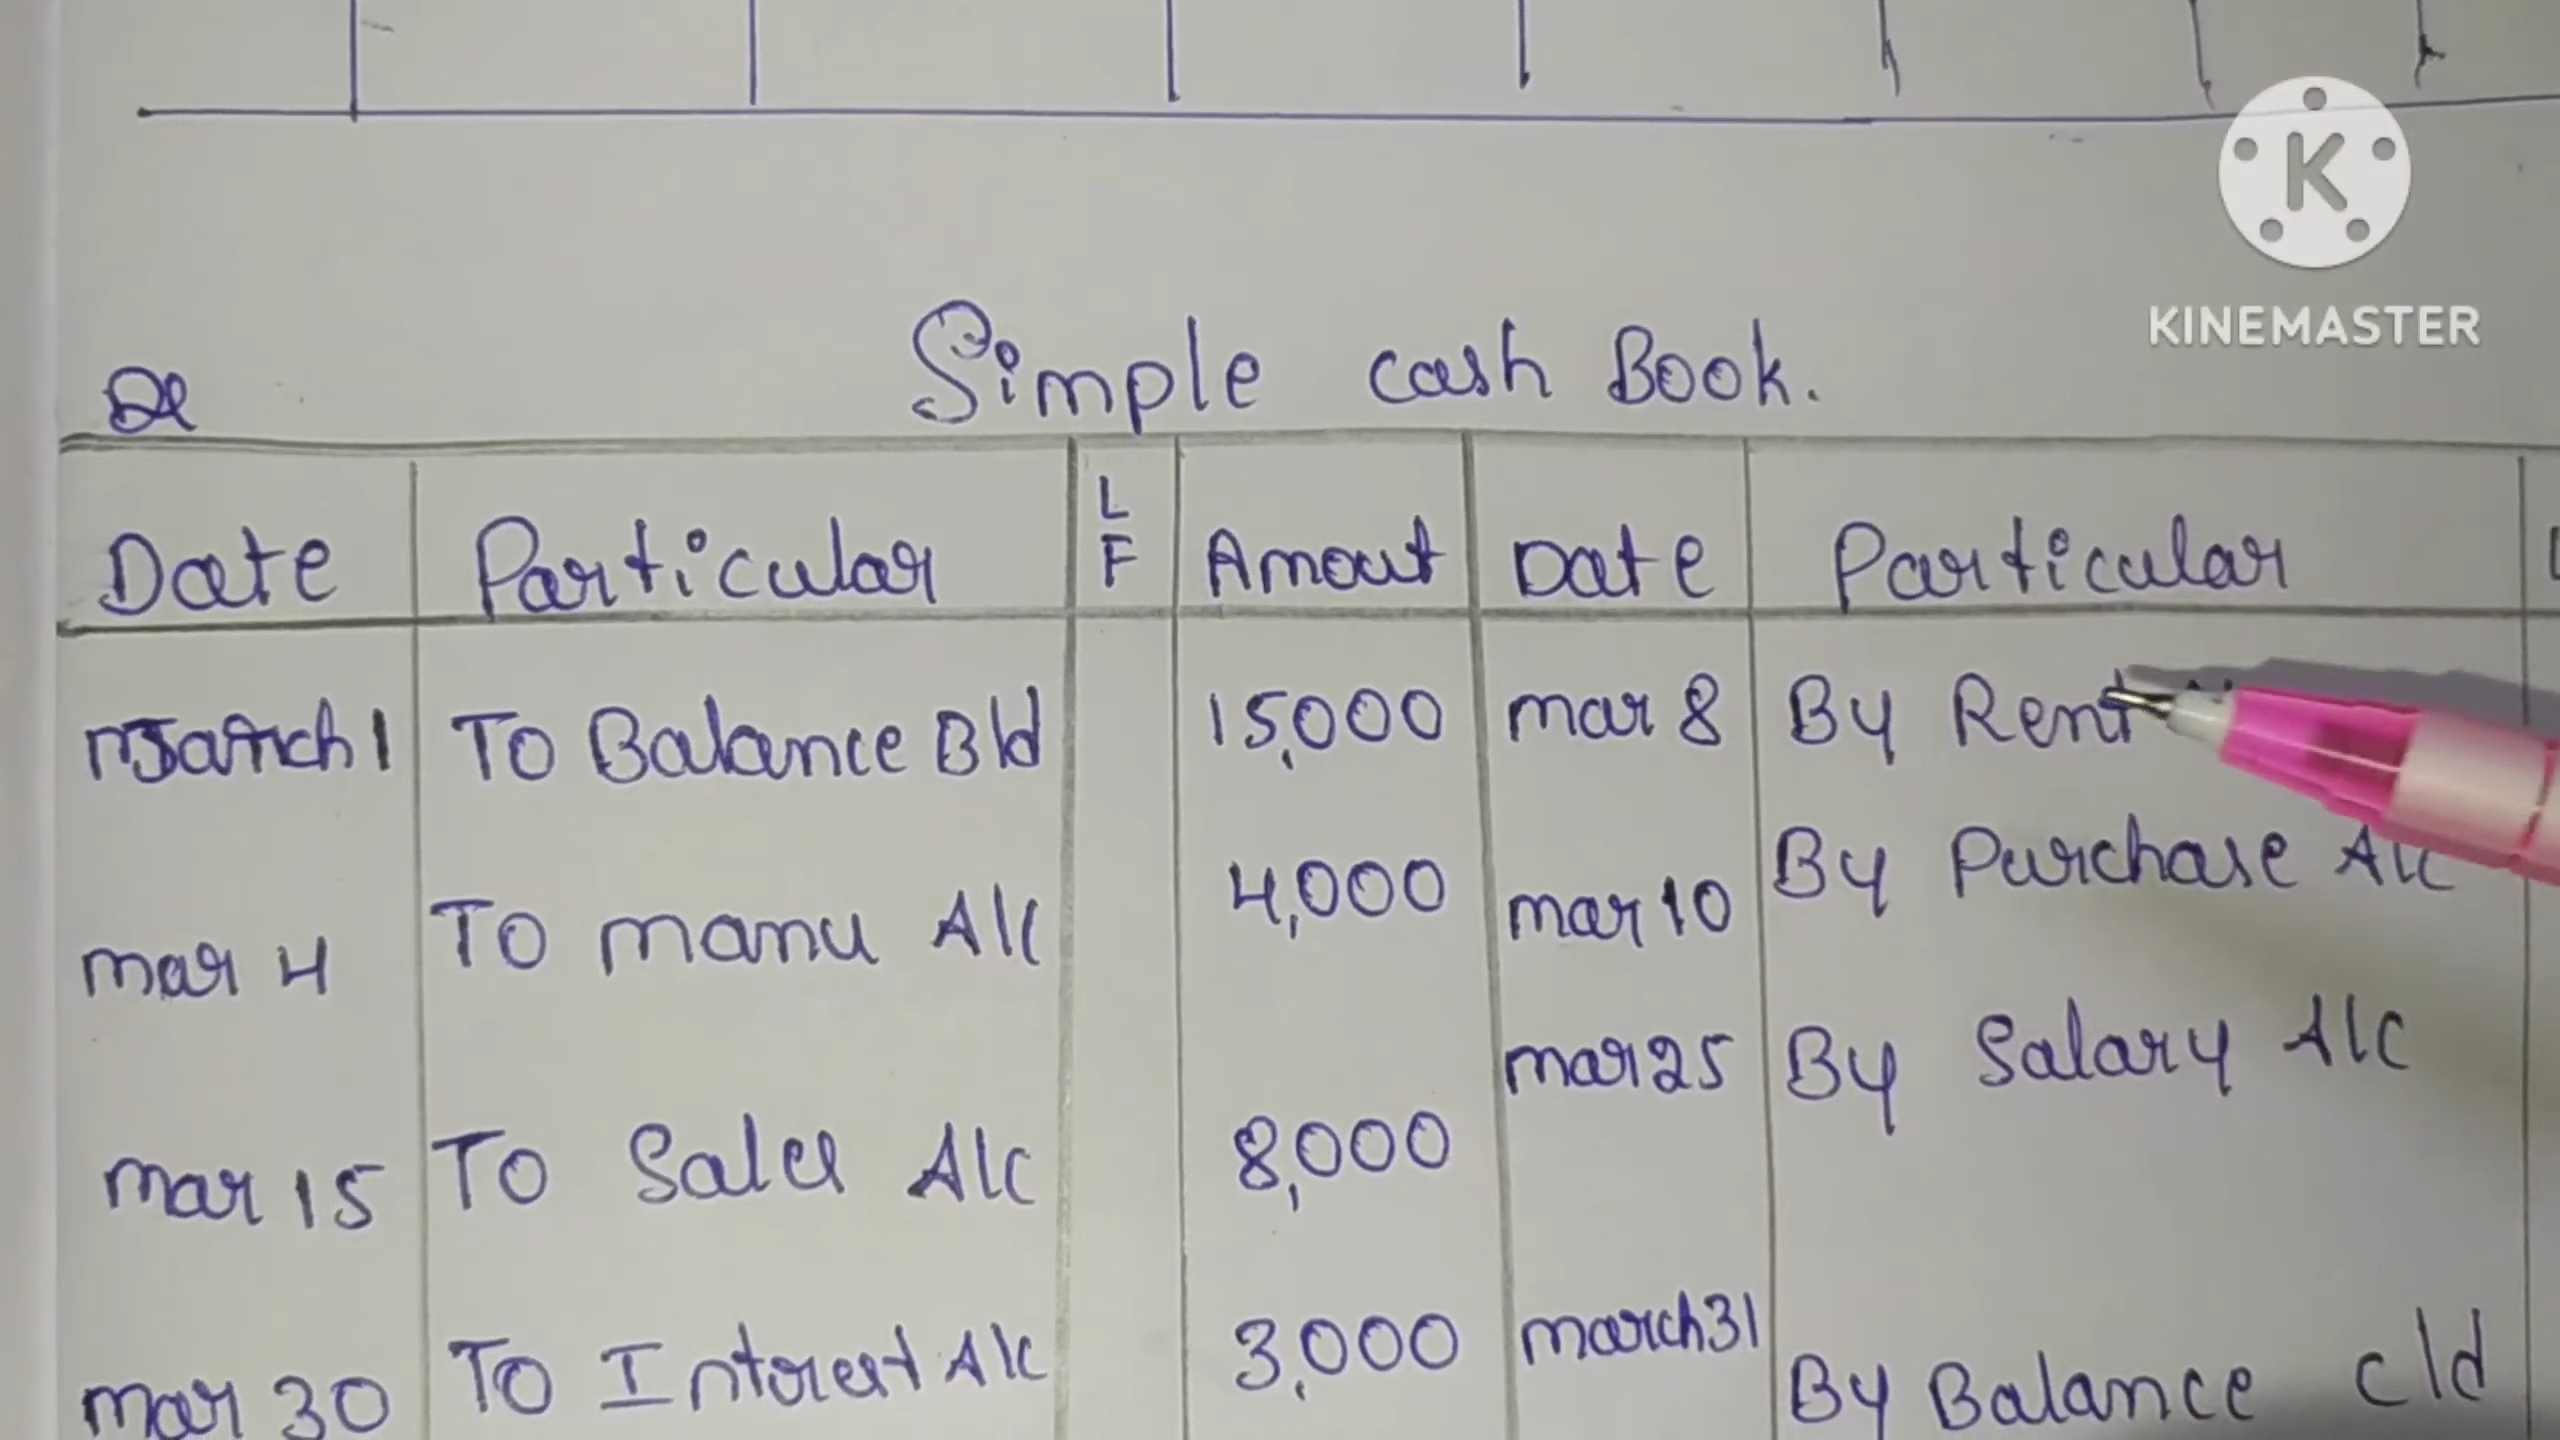 KINEMASTER
Simple cash Book.
Dr
Date Particular L F Amout Date Particular
March 1 To Balance B/d 15,000 mar 8 By Rent
mar 4 To manu A/c 4,000 mar 10 By Purchase A/c
mar 15 To Sales A/c 8,000 mar 25 By Salary A/c
mar 30 To Interest A/c 3,000 march 31 By Balance c/d